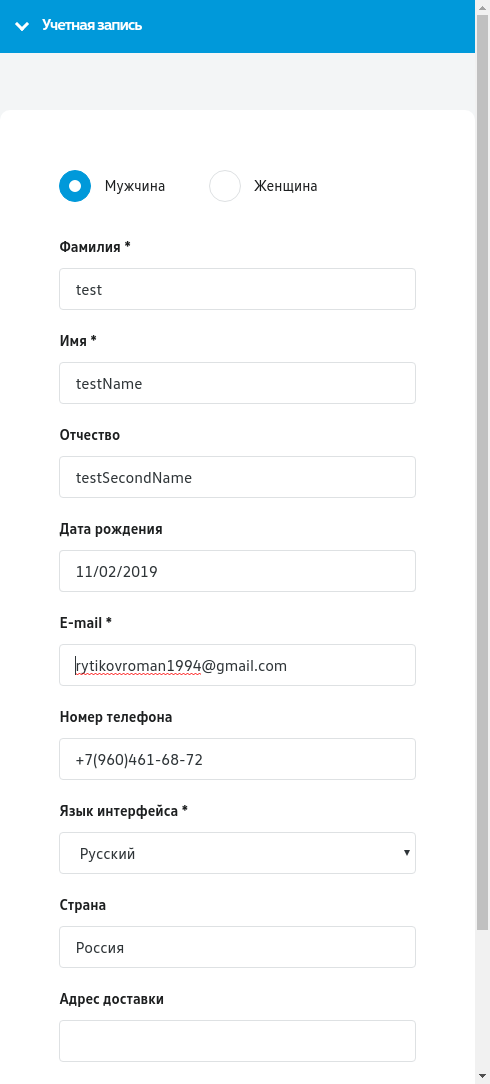 Учетная запись
Мужчина Женщина
Фамилия *
test
Имя *
testName
Отчество
testSecondName
Дата рождения
11/02/2019
E-mail *
rytikovroman1994@gmail.com
Номер телефона
+7(960)461-68-72
Язык интерфейса *
Русский
Страна
Россия
Адрес доставки